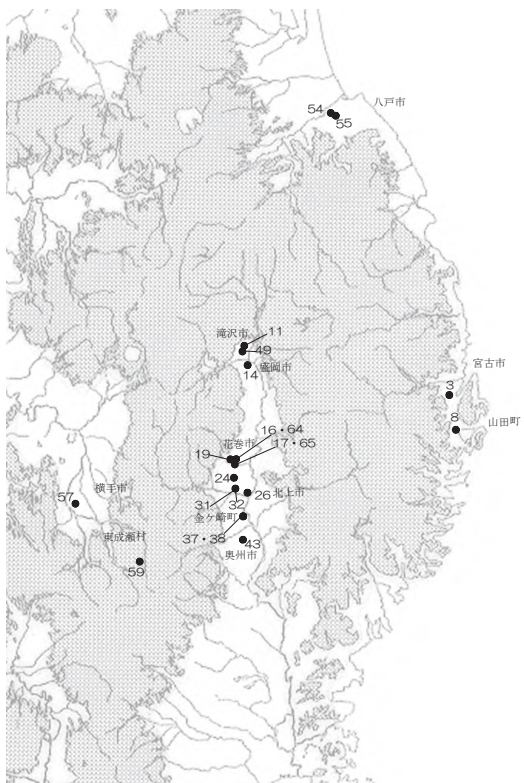 54
55
八戸市
滝沢市
11
49
盛岡市
14
宮古市
3
8
山田町
花巻市
16・64
17・65
19
24
31
32
26
北上市
金ケ崎町
37・38
43
奥州市
57
横手市
東成瀬村
59